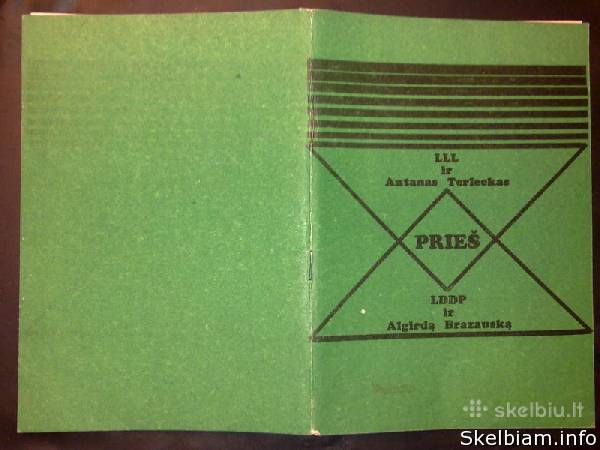 LLL
ir
Antanas Terleckas
PRIEŠ
LDDP
ir
Algirdą Brazauską
skelbiu.lt
Skelbiam.info